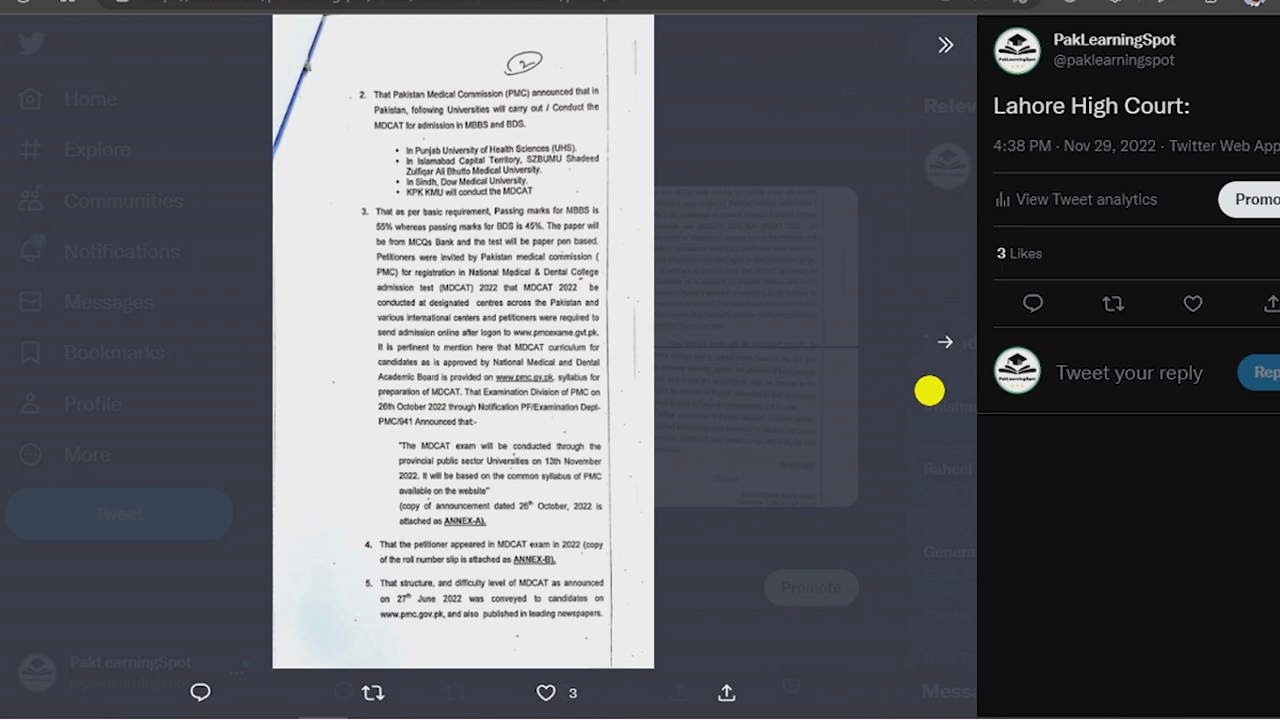 Home
Explore
Communities
Notifications
Messages
Bookmarks
Profile
More
Tweet
PakLearningSpot
2
2. That Pakistan Medical Commission (PMC) announced that in
Pakistan, following Universities will carry out / Conduct the
MDCAT for admission in MBBS and BDS.
• In Punjab University of Health Sciences (UHS).
• In Islamabad Capital Territory, SZBUMU Shadeed
Zulfiqar Ali Bhutto Medical University.
• In Sindh, Dow Medical University.
• KPK KMU will conduct the MDCAT
3. That as per basic requirement, Passing marks for MBBS is
55% whereas passing marks for BDS is 45%. The paper will
be from MCQs Bank and the test will be paper pen based.
Petitioners were invited by Pakistan medical commission (
PMC) for registration in National Medical & Dental College
admission test (MDCAT) 2022 that MDCAT 2022 be
conducted at designated centres across the Pakistan and
various international centers and petitioners were required to
send admission online after logon to www.pmcexame.gvt.pk.
It is pertinent to mention here that MDCAT curriculum for
candidates as is approved by National Medical and Dental
Academic Board is provided on www.pmc.gv.pk, syllabus for
preparation of MDCAT. That Examination Division of PMC on
26th October 2022 through Notification PF/Examination Dept-
PMC/941 Announced that:-
"The MDCAT exam will be conducted through the
provincial public sector Universities on 13th November
2022. It will be based on the common syllabus of PMC
available on the website"
(copy of announcement dated 26th October, 2022 is
attached as ANNEX-A).
4. That the petitioner appeared in MDCAT exam in 2022 (copy
of the roll number slip is attached as ANNEX-B).
5. That structure, and difficulty level of MDCAT as announced
on 27th June 2022 was conveyed to candidates on
www.pmc.gov.pk, and also published in leading newspapers.
3
Promote
PakLearningSpot
@paklearningspot
Lahore High Court:
4:38 PM · Nov 29, 2022 · Twitter Web App
View Tweet analytics
Promo
3 Likes
Tweet your reply
Rep